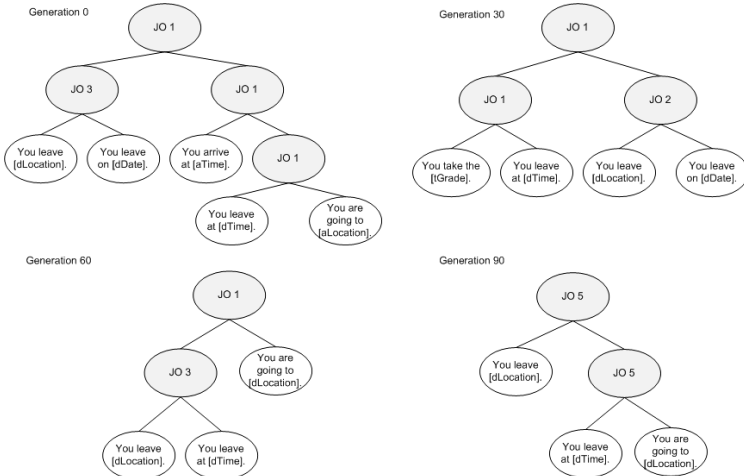 Generation 0
JO 1
JO 3
JO 1
You leave
[dLocation].
You leave
on [dDate].
You arrive
at [aTime].
JO 1
You leave
at [dTime].
You are
going to
[aLocation].
Generation 30
JO 1
JO 1
JO 2
You take the
[tGrade].
You leave
at [dTime].
You leave
[dLocation].
You leave
on [dDate].
Generation 60
JO 1
JO 3
You are
going to
[dLocation].
You leave
[dLocation].
You leave
at [dTime].
Generation 90
JO 5
You leave
[dLocation].
JO 5
You leave
at [dTime].
You are
going to
[dLocation].